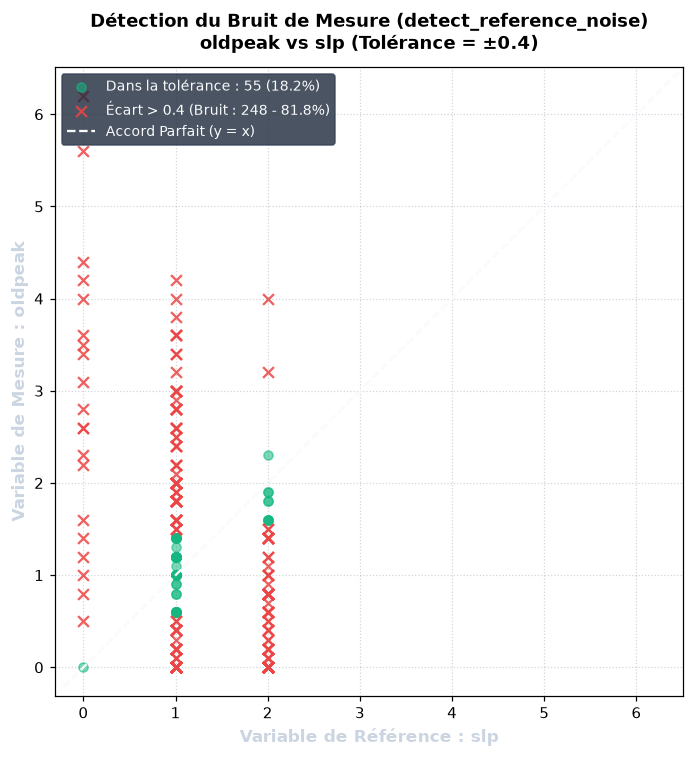 Détection du Bruit de Mesure (detect_reference_noise)
oldpeak vs slp (Tolérance = ±0.4)
Dans la tolérance : 55 (18.2%)
Écart > 0.4 (Bruit : 248 - 81.8%)
Accord Parfait (y = x)
6
5
4
3
2
1
0
Variable de Mesure : oldpeak
0 1 2 3 4 5 6
Variable de Référence : slp